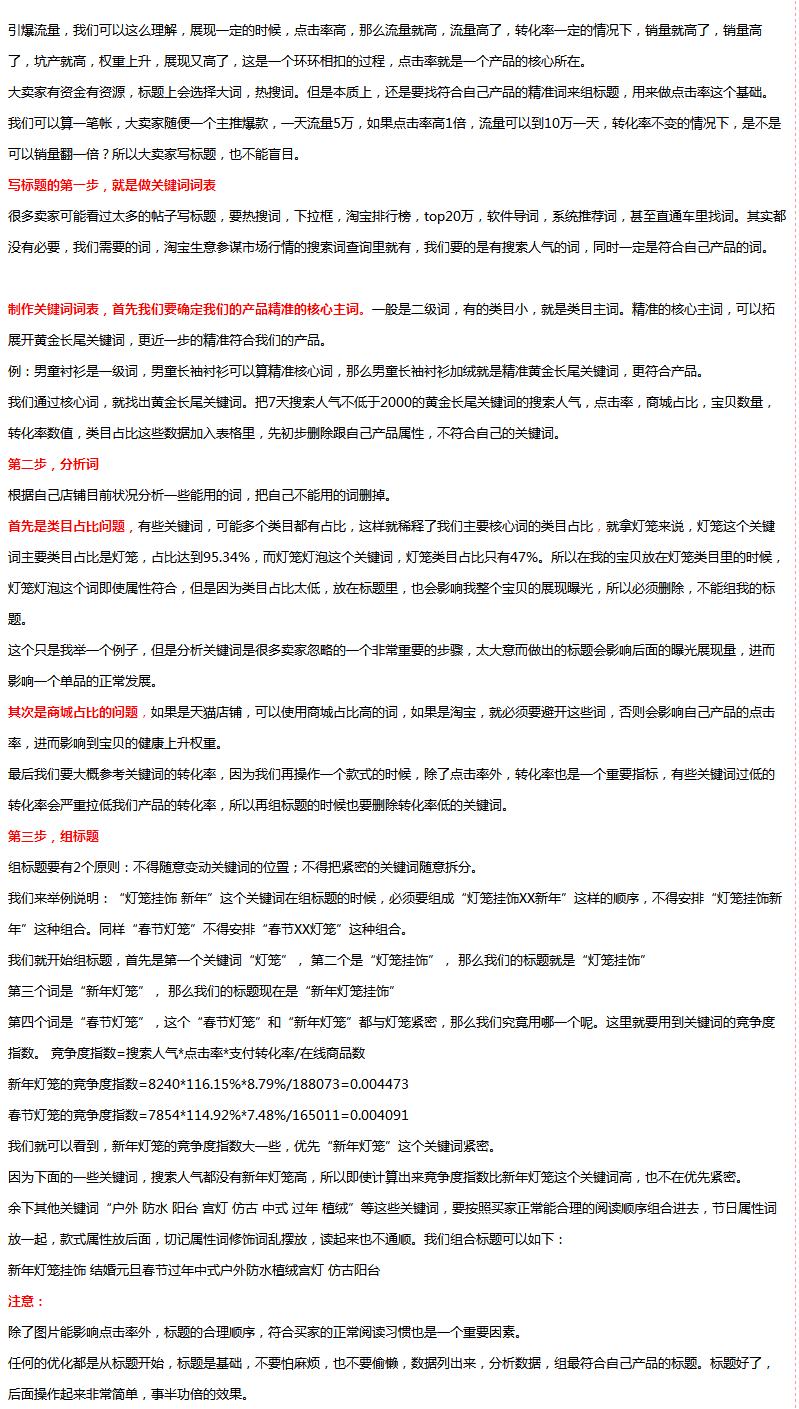 引爆流量，我们可以这么理解，展现一定的时候，点击率高，那么流量就高，流量高了，转化率一定的情况下，销量就高了，销量高
了，坑产就高，权重上升，展现又高了，这是一个环环相扣的过程，点击率就是一个产品的核心所在。
大卖家有资金有资源，标题上会选择大词，热搜词。但是本质上，还是要找符合自己产品的精准词来组标题，用来做点击率这个基础。
我们可以算一笔帐，大卖家随便一个主推爆款，一天流量5万，如果点击率高1倍，流量可以到10万一天，转化率不变的情况下，是不是
可以销量翻一倍？所以大卖家写标题，也不能盲目。
写标题的第一步，就是做关键词词表
很多卖家可能看过太多的帖子写标题，要热搜词，下拉框，淘宝排行榜，top20万，软件导词，系统推荐词，甚至直通车里找词。其实都
没有必要，我们需要的词，淘宝生意参谋市场行情的搜索词查询里就有，我们要的是有搜索人气的词，同时一定是符合自己产品的词。
制作关键词词表，首先我们要确定我们的产品精准的核心主词。一般是二级词，有的类目小，就是类目主词。精准的核心主词，可以拓
展开黄金长尾关键词，更近一步的精准符合我们的产品。
例：男童衬衫是一级词，男童长袖衬衫可以算精准核心词，那么男童长袖衬衫加绒就是精准黄金长尾关键词，更符合产品。
我们通过核心词，就找出黄金长尾关键词。把7天搜索人气不低于2000的黄金长尾关键词的搜索人气，点击率，商城占比，宝贝数量，
转化率数值，类目占比这些数据加入表格里，先初步删除跟自己产品属性，不符合自己的关键词。
第二步，分析词
根据自己店铺目前状况分析一些能用的词，把自己不能用的词删掉。
首先是类目占比问题，有些关键词，可能多个类目都有占比，这样就稀释了我们主要核心词的类目占比，就拿灯笼来说，灯笼这个关键
词主要类目占比是灯笼，占比达到95.34%，而灯笼灯泡这个关键词，灯笼类目占比只有47%。所以在我的宝贝放在灯笼类目里的时候，
灯笼灯泡这个词即使属性符合，但是因为类目占比太低，放在标题里，也会影响我整个宝贝的展现曝光，所以必须删除，不能组我的标
题。
这个只是我举一个例子，但是分析关键词是很多卖家忽略的一个非常重要的步骤，太大意而做出的标题会影响后面的曝光展现量，进而
影响一个单品的正常发展。
其次是商城占比的问题，如果是天猫店铺，可以使用商城占比高的词，如果是淘宝，就必须要避开这些词，否则会影响自己产品的点击
率，进而影响到宝贝的健康上升权重。
最后我们要大概参考关键词的转化率，因为我们再操作一个款式的时候，除了点击率外，转化率也是一个重要指标，有些关键词过低的
转化率会严重拉低我们产品的转化率，所以再组标题的时候也要删除转化率低的关键词。
第三步，组标题
组标题要有2个原则：不得随意变动关键词的位置；不得把紧密的关键词随意拆分。
我们来举例说明：“灯笼挂饰 新年”这个关键词在组标题的时候，必须要组成“灯笼挂饰XX新年”这样的顺序，不得安排“灯笼挂饰新
年”这种组合。同样“春节灯笼”不得安排“春节XX灯笼”这种组合。
我们就开始组标题，首先是第一个关键词“灯笼”，第二个是“灯笼挂饰”，那么我们的标题就是“灯笼挂饰”
第三个词是“新年灯笼”，那么我们的标题现在是“新年灯笼挂饰”
第四个词是“春节灯笼”，这个“春节灯笼”和“新年灯笼”都与灯笼紧密，那么我们究竟用哪一个呢。这里就要用到关键词的竞争度
指数。 竞争度指数=搜索人气*点击率*支付转化率/在线商品数
新年灯笼的竞争度指数=8240*116.15%*8.79%/188073=0.004473
春节灯笼的竞争度指数=7854*114.92%*7.48%/165011=0.004091
我们就可以看到，新年灯笼的竞争度指数大一些，优先“新年灯笼”这个关键词紧密。
因为下面的一些关键词，搜索人气都没有新年灯笼高，所以即使计算出来竞争度指数比新年灯笼这个关键词高，也不在优先紧密。
余下其他关键词“户外 防水 阳台 宫灯 仿古 中式 过年 植绒”等这些关键词，要按照买家正常能合理的阅读顺序组合进去，节日属性词
放一起，款式属性放后面，切记属性词修饰词乱摆放，读起来也不通顺。我们组合标题可以如下：
新年灯笼挂饰 结婚元旦春节过年中式户外防水植绒宫灯 仿古阳台
注意：
除了图片能影响点击率外，标题的合理顺序，符合买家的正常阅读习惯也是一个重要因素。
任何的优化都是从标题开始，标题是基础，不要怕麻烦，也不要偷懒，数据列出来，分析数据，组最符合自己产品的标题。标题好了，
后面操作起来非常简单，事半功倍的效果。